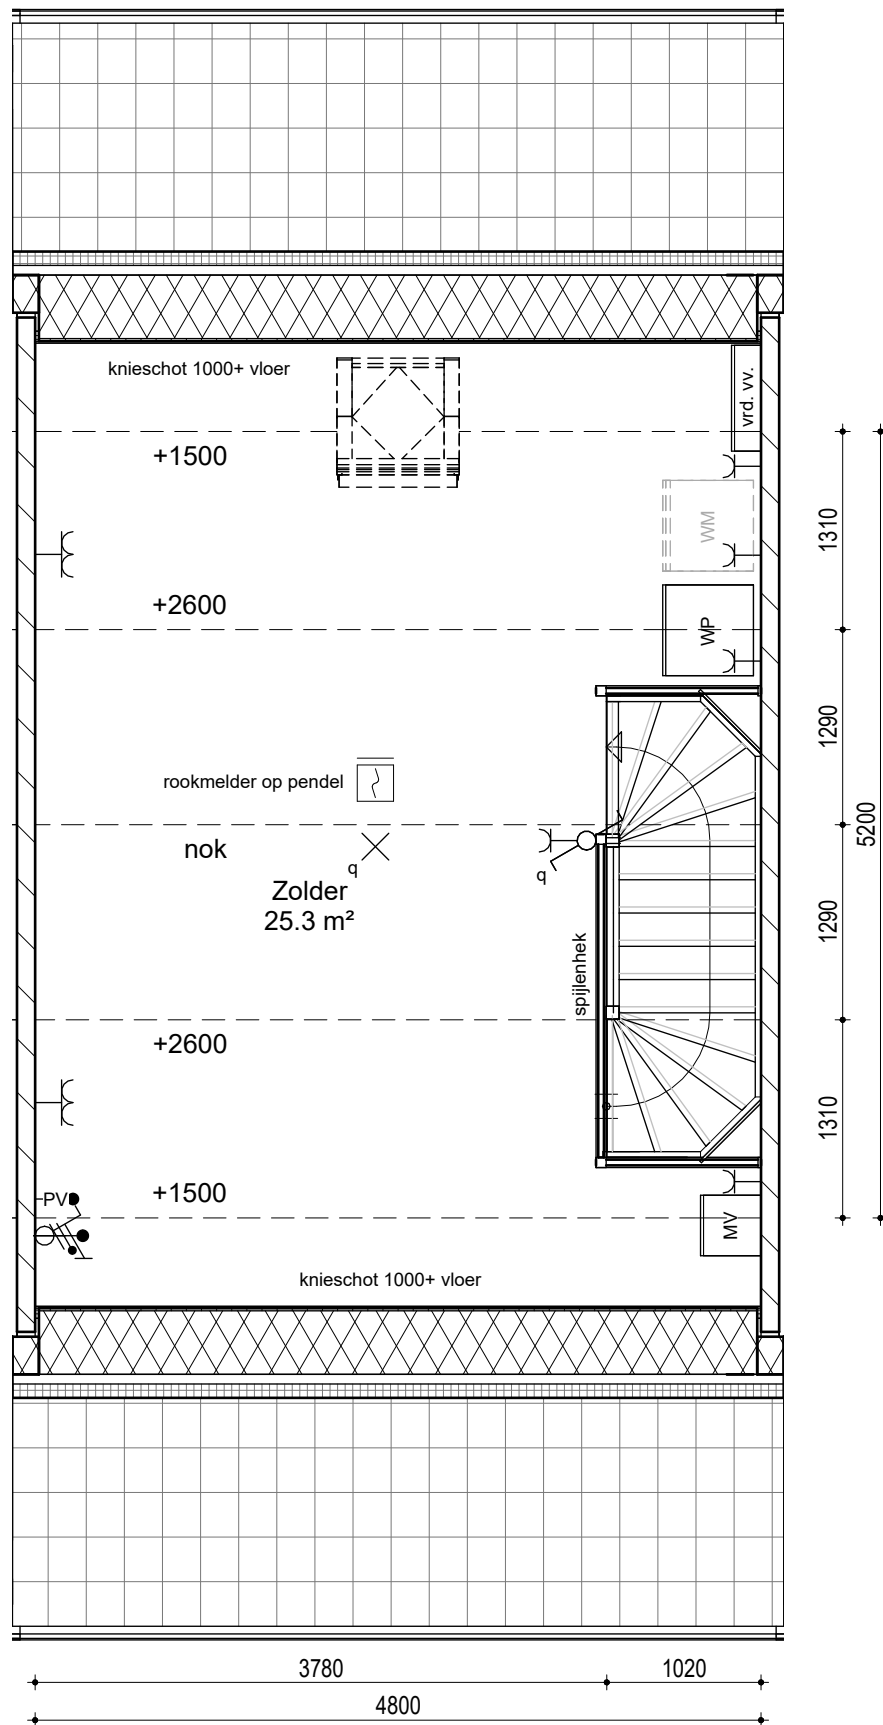 knieschot 1000+ vloer
vrd. vv.
+1500
WM
1310
+2600
WP
1290
rookmelder op pendel
nok
q
q
5200
Zolder
25.3 m²
1290
spijlenhek
+2600
1310
+1500
PV
MV
knieschot 1000+ vloer
3780
1020
4800